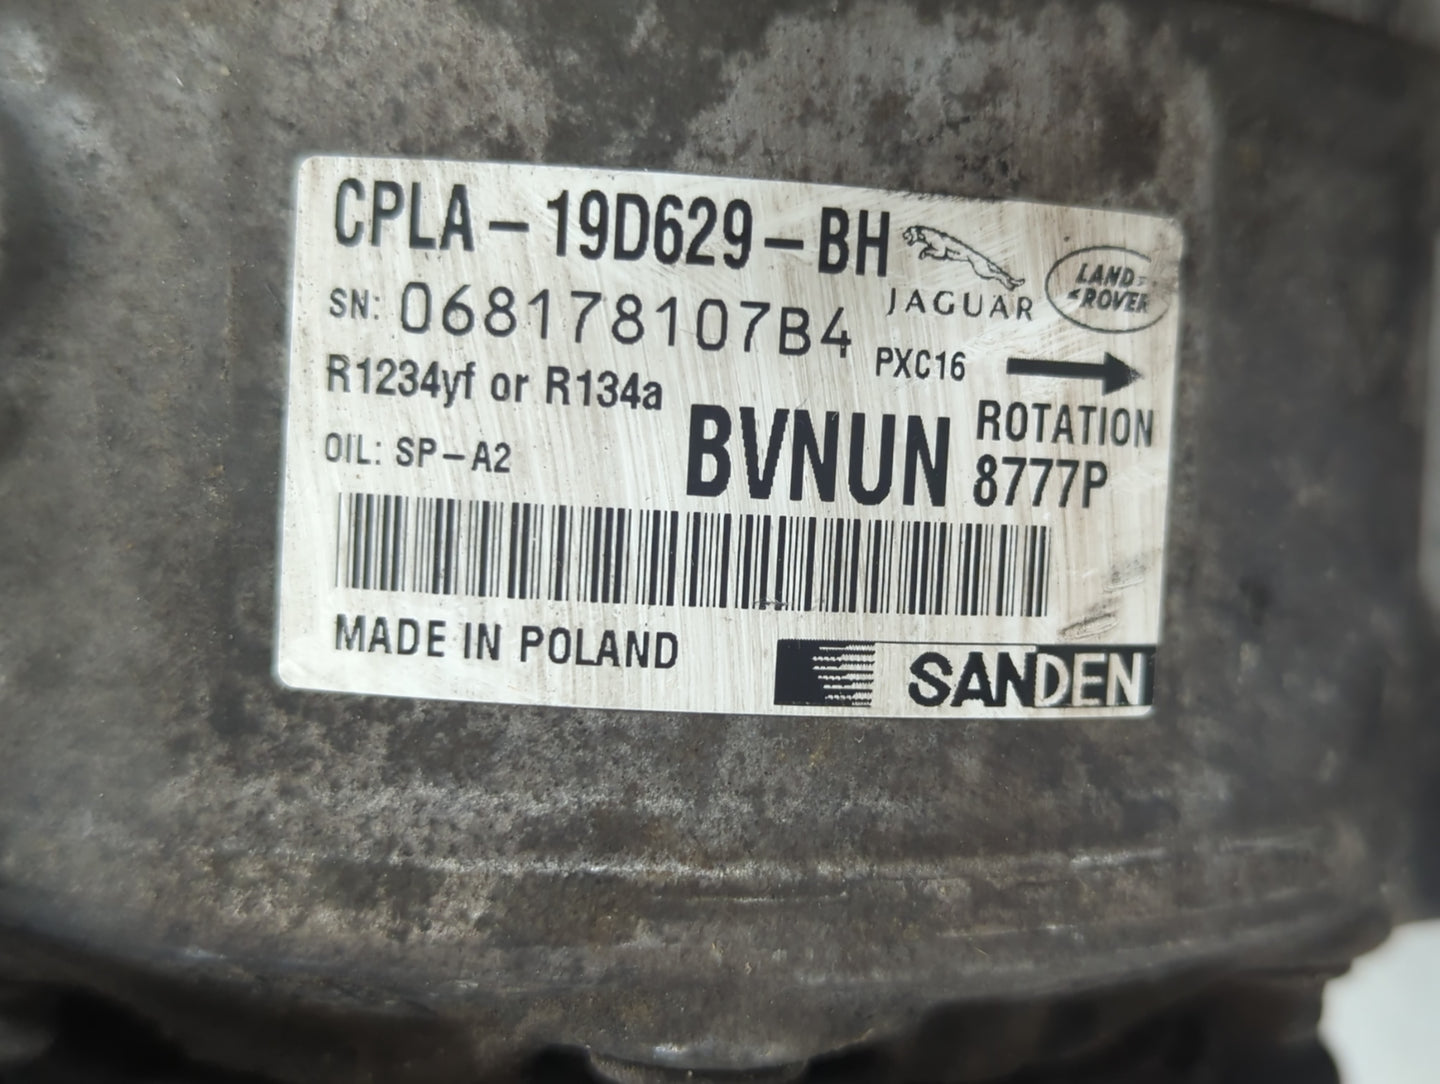 CPLA-19D629-BH
JAGUAR
LAND
ROVER
SN: 068178107B4
PXC16
R1234yf or R134a
ROTATION
OIL: SP-A2
BVNUN
8777P
MADE IN POLAND
SANDEN